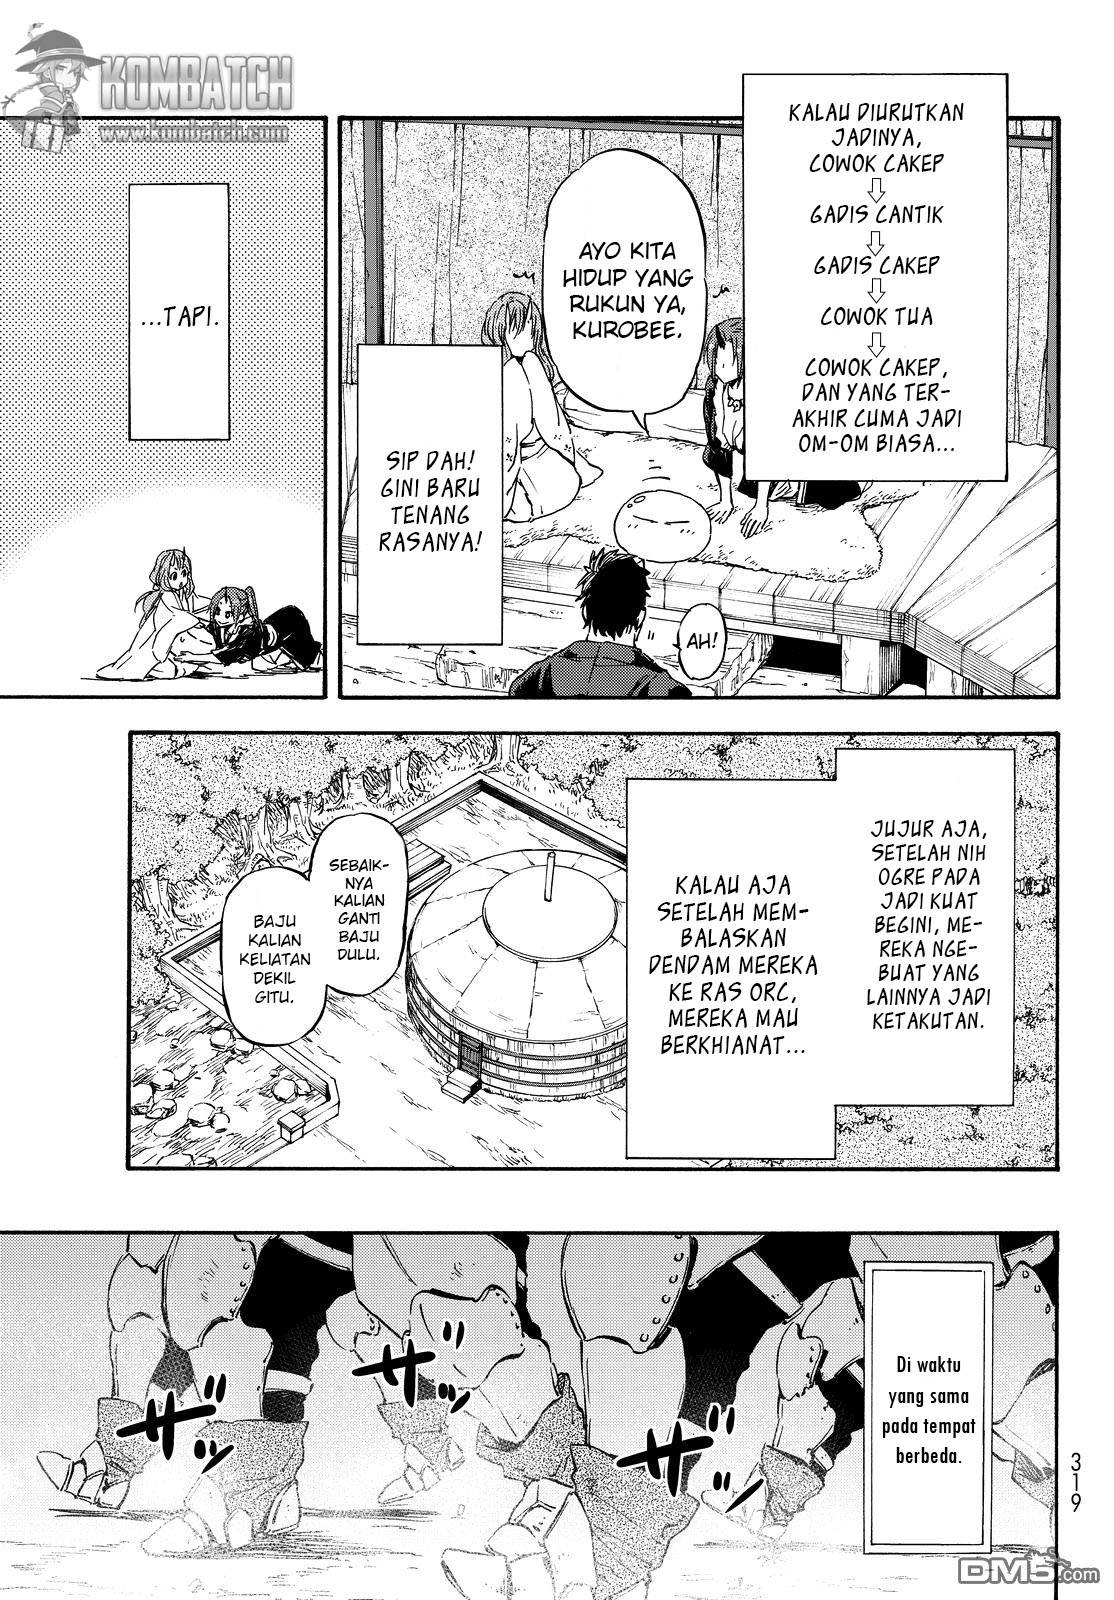 KOMBATCH
www.kombatch.com
KALAU DIURUTKAN
JADINYA,
COWOK CAKEP
GADIS CANTIK
GADIS CAKEP
COWOK TUA
COWOK CAKEP,
DAN YANG TER-
AKHIR CUMA JADI
OM-OM BIASA...
AYO KITA
HIDUP YANG
RUKUN YA,
KUROBEE.
AH!
SIP DAH!
GINI BARU
TENANG
RASANYA!
...TAPI.
JUJUR AJA,
SETELAH NIH
OGRE PADA
JADI KUAT
BEGINI, ME-
REKA NGE-
BUAT YANG
LAINNYA JADI
KETAKUTAN.
KALAU AJA
SETELAH MEM-
BALASKAN
DENDAM MEREKA
KE RAS ORC,
MEREKA MAU
BERKHIANAT...
SEBAIK-
NYA KALIAN
GANTI
BAJU
DULU.
BAJU
KALIAN
KELIATAN
DEKIL
GITU.
Di waktu
yang sama
pada tempat
berbeda.
ザッ
ザッ
ザッ
ザッ
319
DM5.com